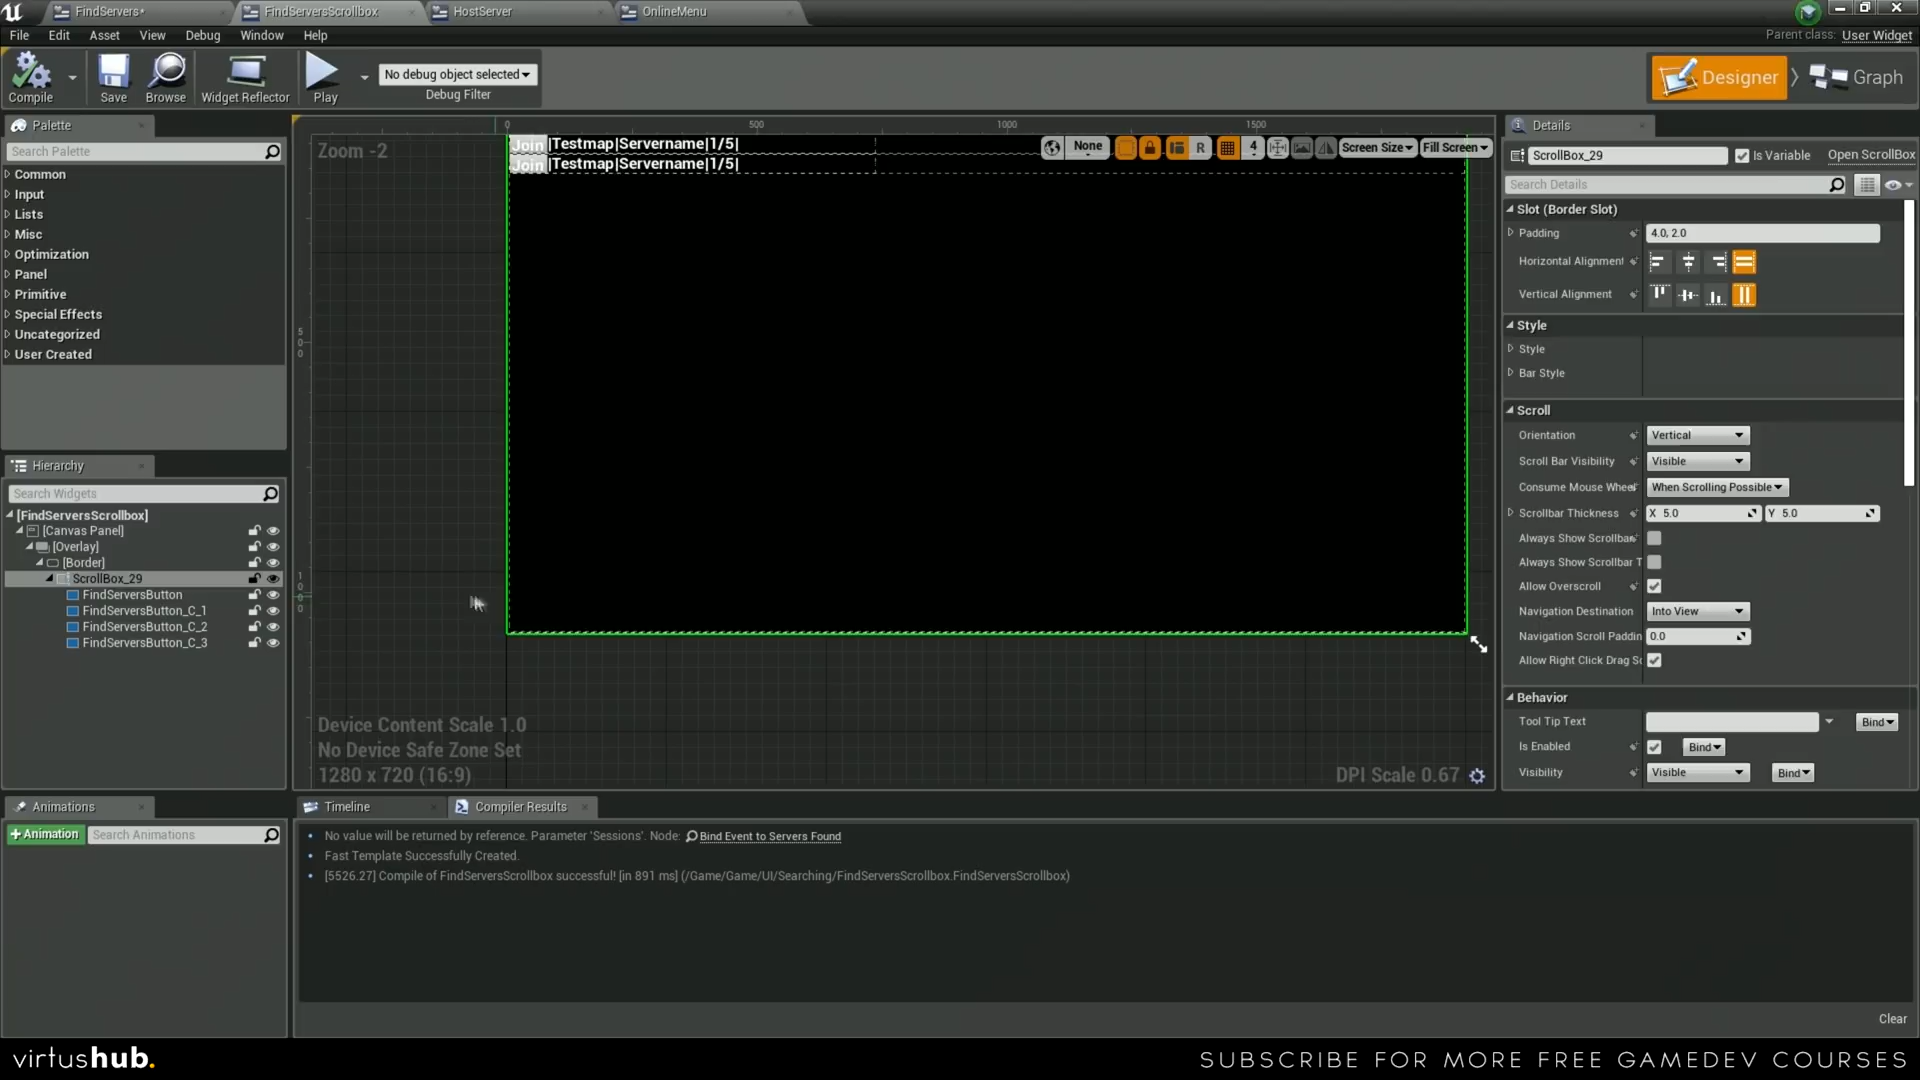 FindServers*
FindServersScrollbox
HostServer
OnlineMenu
File Edit Asset View Debug Window Help
Parent class: User Widget
Compile
Save
Browse
Widget Reflector
Play
No debug object selected
Debug Filter
Designer
Graph
Palette
Search Palette
Common
Input
Lists
Misc
Optimization
Panel
Primitive
Special Effects
Uncategorized
User Created
Hierarchy
Search Widgets
[FindServersScrollbox]
[Canvas Panel]
[Overlay]
[Border]
ScrollBox_29
FindServersButton
FindServersButton_C_1
FindServersButton_C_2
FindServersButton_C_3
Animations
+Animation
Search Animations
0 500 1000 1500
Zoom -2
Join |Testmap|Servername|1/5|
Join |Testmap|Servername|1/5|
None
R
4
Screen Size
Fill Screen
Device Content Scale 1.0
No Device Safe Zone Set
1280 x 720 (16:9)
DPI Scale 0.67
Timeline
Compiler Results
No value will be returned by reference. Parameter 'Sessions'. Node: Bind Event to Servers Found
Fast Template Successfully Created.
[5526.27] Compile of FindServersScrollbox successful! [in 891 ms] (/Game/Game/UI/Searching/FindServersScrollbox.FindServersScrollbox)
Clear
Details
ScrollBox_29
Is Variable
Open ScrollBox
Search Details
Slot (Border Slot)
Padding 4.0, 2.0
Horizontal Alignment
Vertical Alignment
Style
Style
Bar Style
Scroll
Orientation Vertical
Scroll Bar Visibility Visible
Consume Mouse Whee When Scrolling Possible
Scrollbar Thickness X 5.0 Y 5.0
Always Show Scrollbar
Always Show Scrollbar T
Allow Overscroll
Navigation Destination Into View
Navigation Scroll Paddin 0.0
Allow Right Click Drag Sc
Behavior
Tool Tip Text Bind
Is Enabled Bind
Visibility Visible Bind
virtushub.
SUBSCRIBE FOR MORE FREE GAMEDEV COURSES